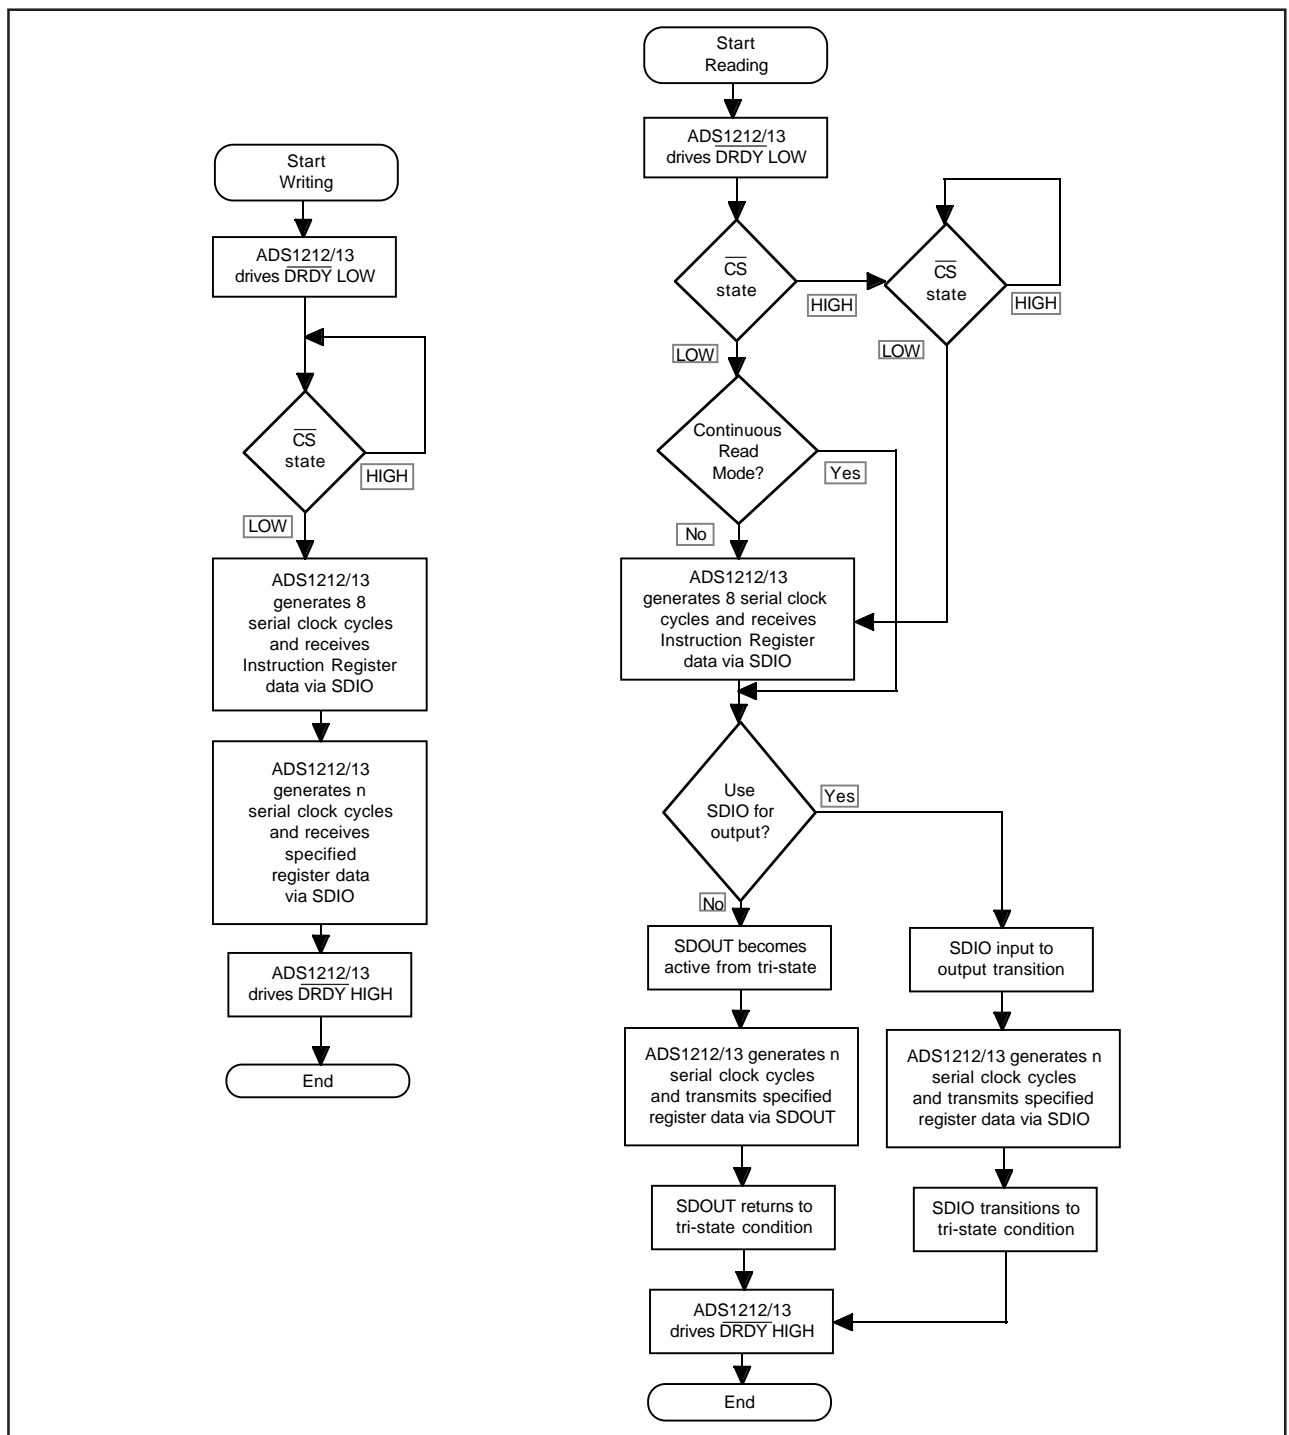 Start
Writing
ADS1212/13
drives DRDY LOW
CS
state
HIGH
LOW
ADS1212/13
generates 8
serial clock cycles
and receives
Instruction Register
data via SDIO
ADS1212/13
generates n
serial clock cycles
and receives
specified
register data
via SDIO
ADS1212/13
drives DRDY HIGH
End
Start
Reading
ADS1212/13
drives DRDY LOW
CS
state
HIGH
LOW
CS
state
HIGH
LOW
Continuous
Read
Mode?
Yes
No
ADS1212/13
generates 8 serial clock
cycles and receives
Instruction Register
data via SDIO
Use
SDIO for
output?
Yes
No
SDOUT becomes
active from tri-state
ADS1212/13 generates n
serial clock cycles
and transmits specified
register data via SDOUT
SDOUT returns to
tri-state condition
SDIO input to
output transition
ADS1212/13 generates n
serial clock cycles
and transmits specified
register data via SDIO
SDIO transitions to
tri-state condition
ADS1212/13
drives DRDY HIGH
End